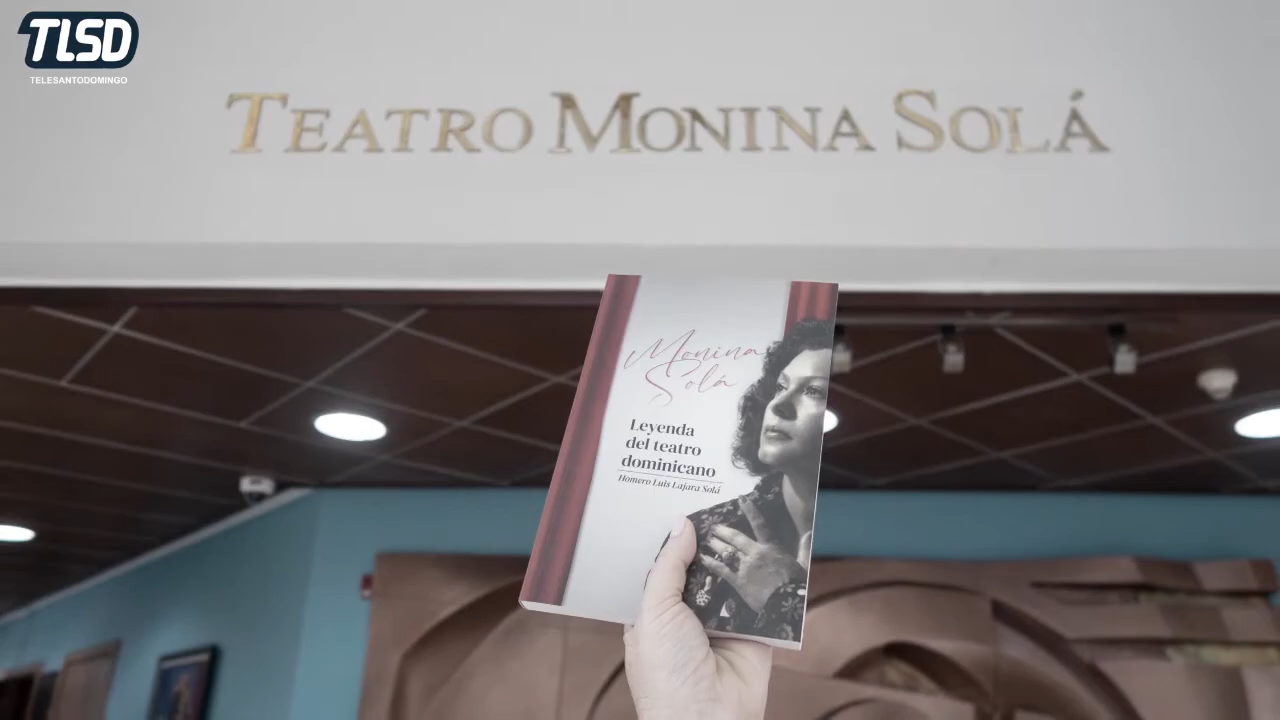 TLSD
TELESANTODOMINGO
TEATRO MONINA SOLÁ
Monina
Solá
Leyenda
del teatro
dominicano
Homero Luis Lajara Solá